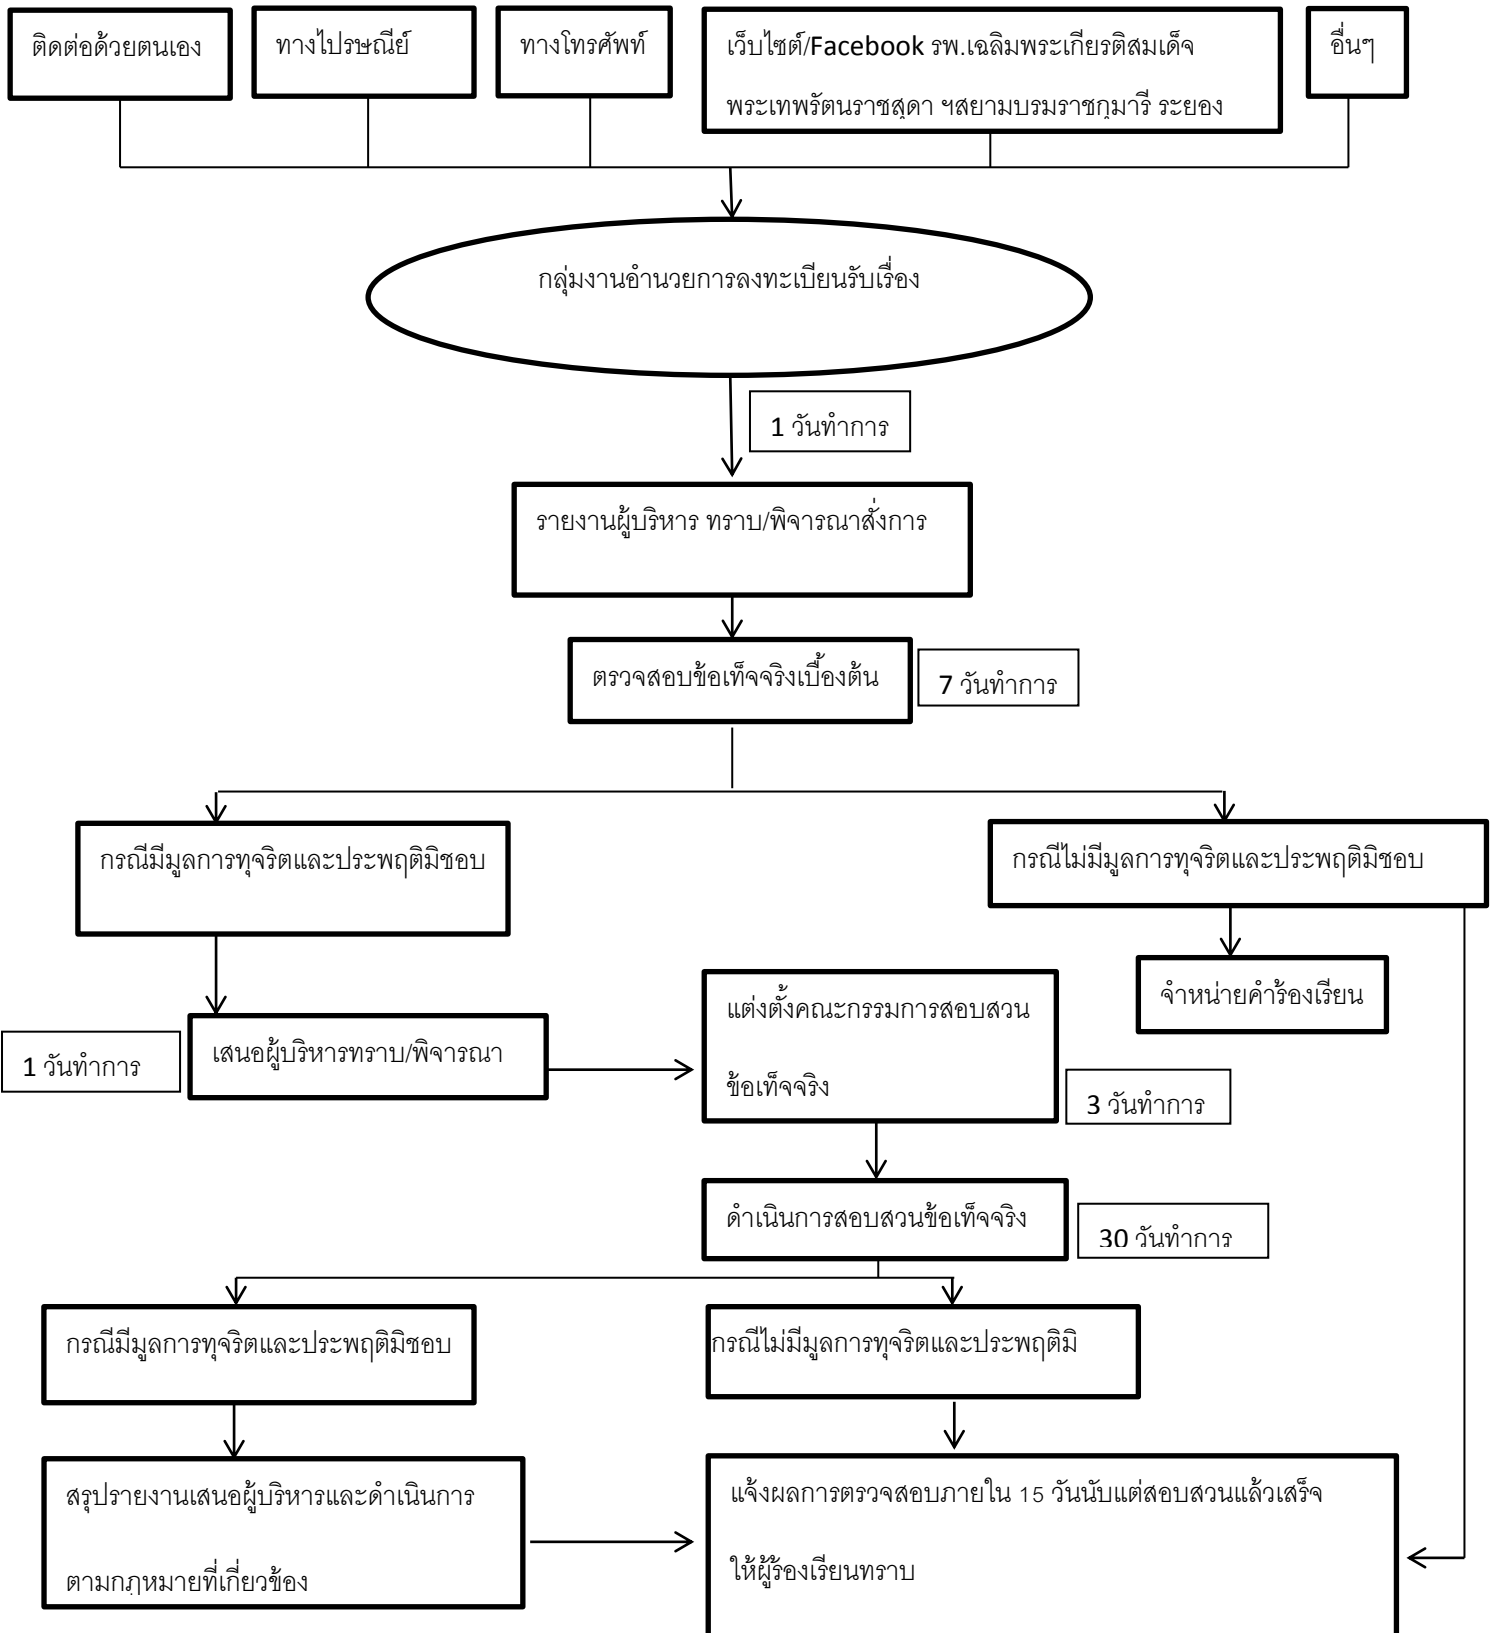 ติดต่อด้วยตนเอง
ทางไปรษณีย์
ทางโทรศัพท์
เว็บไซต์/Facebook รพ.เฉลิมพระเกียรติสมเด็จ
พระเทพรัตนราชสุดา ฯสยามบรมราชกุมารี ระยอง
อื่นๆ
กลุ่มงานอำนวยการลงทะเบียนรับเรื่อง
1 วันทำการ
รายงานผู้บริหาร ทราบ/พิจารณาสั่งการ
ตรวจสอบข้อเท็จจริงเบื้องต้น
7 วันทำการ
กรณีมีมูลการทุจริตและประพฤติมิชอบ
กรณีไม่มีมูลการทุจริตและประพฤติมิชอบ
จำหน่ายคำร้องเรียน
1 วันทำการ
เสนอผู้บริหารทราบ/พิจารณา
แต่งตั้งคณะกรรมการสอบสวน
ข้อเท็จจริง
3 วันทำการ
ดำเนินการสอบสวนข้อเท็จจริง
30 วันทำการ
กรณีมีมูลการทุจริตและประพฤติมิชอบ
กรณีไม่มีมูลการทุจริตและประพฤติมิ
สรุปรายงานเสนอผู้บริหารและดำเนินการ
ตามกฎหมายที่เกี่ยวข้อง
แจ้งผลการตรวจสอบภายใน 15 วันนับแต่สอบสวนแล้วเสร็จ
ให้ผู้ร้องเรียนทราบ